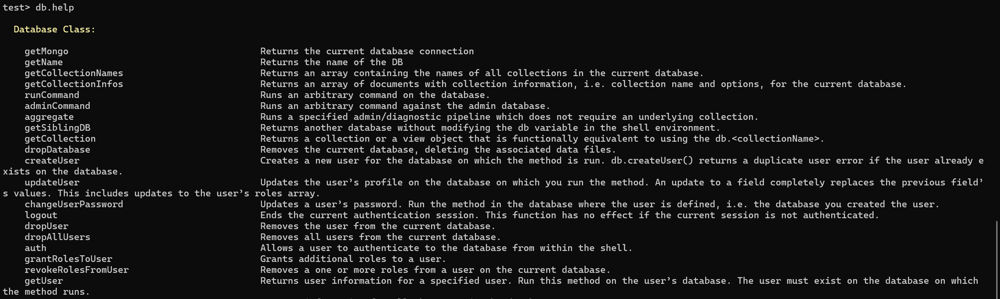 test> db.help
Database Class:
getMongo Returns the current database connection
getName Returns the name of the DB
getCollectionNames Returns an array containing the names of all collections in the current database.
getCollectionInfos Returns an array of documents with collection information, i.e. collection name and options, for the current database.
runCommand Runs an arbitrary command on the database.
adminCommand Runs an arbitrary command against the admin database.
aggregate Runs a specified admin/diagnostic pipeline which does not require an underlying collection.
getSiblingDB Returns another database without modifying the db variable in the shell environment.
getCollection Returns a collection or a view object that is functionally equivalent to using the db.<collectionName>.
dropDatabase Removes the current database, deleting the associated data files.
createUser Creates a new user for the database on which the method is run. db.createUser() returns a duplicate user error if the user already e
xists on the database.
updateUser Updates the user’s profile on the database on which you run the method. An update to a field completely replaces the previous field’
s values. This includes updates to the user’s roles array.
changeUserPassword Updates a user’s password. Run the method in the database where the user is defined, i.e. the database you created the user.
logout Ends the current authentication session. This function has no effect if the current session is not authenticated.
dropUser Removes the user from the current database.
dropAllUsers Removes all users from the current database.
auth Allows a user to authenticate to the database from within the shell.
grantRolesToUser Grants additional roles to a user.
revokeRolesFromUser Removes a one or more roles from a user on the current database.
getUser Returns user information for a specified user. Run this method on the user’s database. The user must exist on the database on which
the method runs.